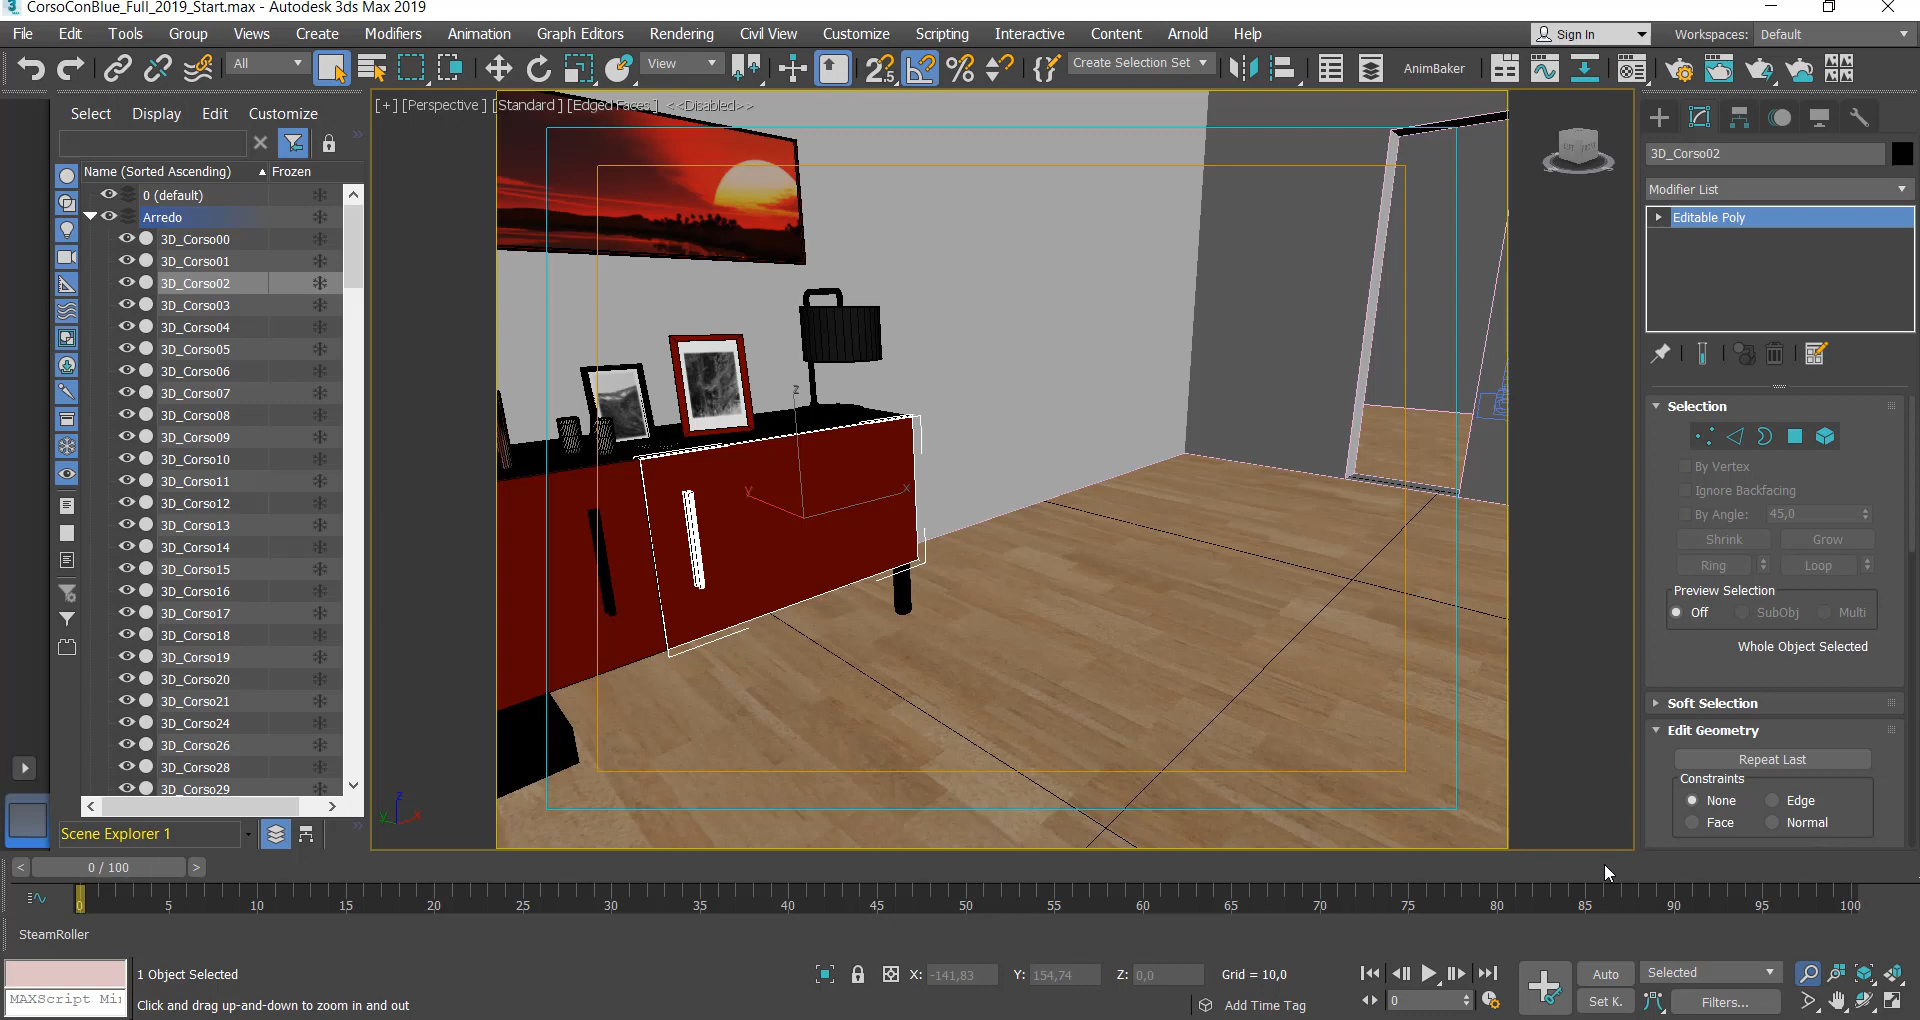 CorsoConBlue_Full_2019_Start.max - Autodesk 3ds Max 2019
File Edit Tools Group Views Create Modifiers Animation Graph Editors Rendering Civil View Customize Scripting Interactive Content Arnold Help Sign In Workspaces: Default
All View Create Selection Set AnimBaker
Select Display Edit Customize
[+] [Perspective] [Standard] [Edged Faces] <<Disabled>>
3D_Corso02
Name (Sorted Ascending) Frozen
Modifier List
0 (default)
Arredo
Editable Poly
3D_Corso00
3D_Corso01
3D_Corso02
3D_Corso03
3D_Corso04
3D_Corso05
3D_Corso06
3D_Corso07
3D_Corso08
3D_Corso09
3D_Corso10
3D_Corso11
3D_Corso12
3D_Corso13
3D_Corso14
3D_Corso15
3D_Corso16
3D_Corso17
3D_Corso18
3D_Corso19
3D_Corso20
3D_Corso21
3D_Corso24
3D_Corso26
3D_Corso28
3D_Corso29
Scene Explorer 1
z
y
x
z
y
x
Selection
By Vertex
Ignore Backfacing
By Angle: 45,0
Shrink Grow
Ring Loop
Preview Selection
Off SubObj Multi
Whole Object Selected
Soft Selection
Edit Geometry
Repeat Last
Constraints
None Edge
Face Normal
< 0 / 100 >
0 5 10 15 20 25 30 35 40 45 50 55 60 65 70 75 80 85 90 95 100
SteamRoller
1 Object Selected X: -141,83 Y: 154,74 Z: 0,0 Grid = 10,0 Auto Selected
MAXScript Mi Click and drag up-and-down to zoom in and out Add Time Tag 0 Set K. Filters...